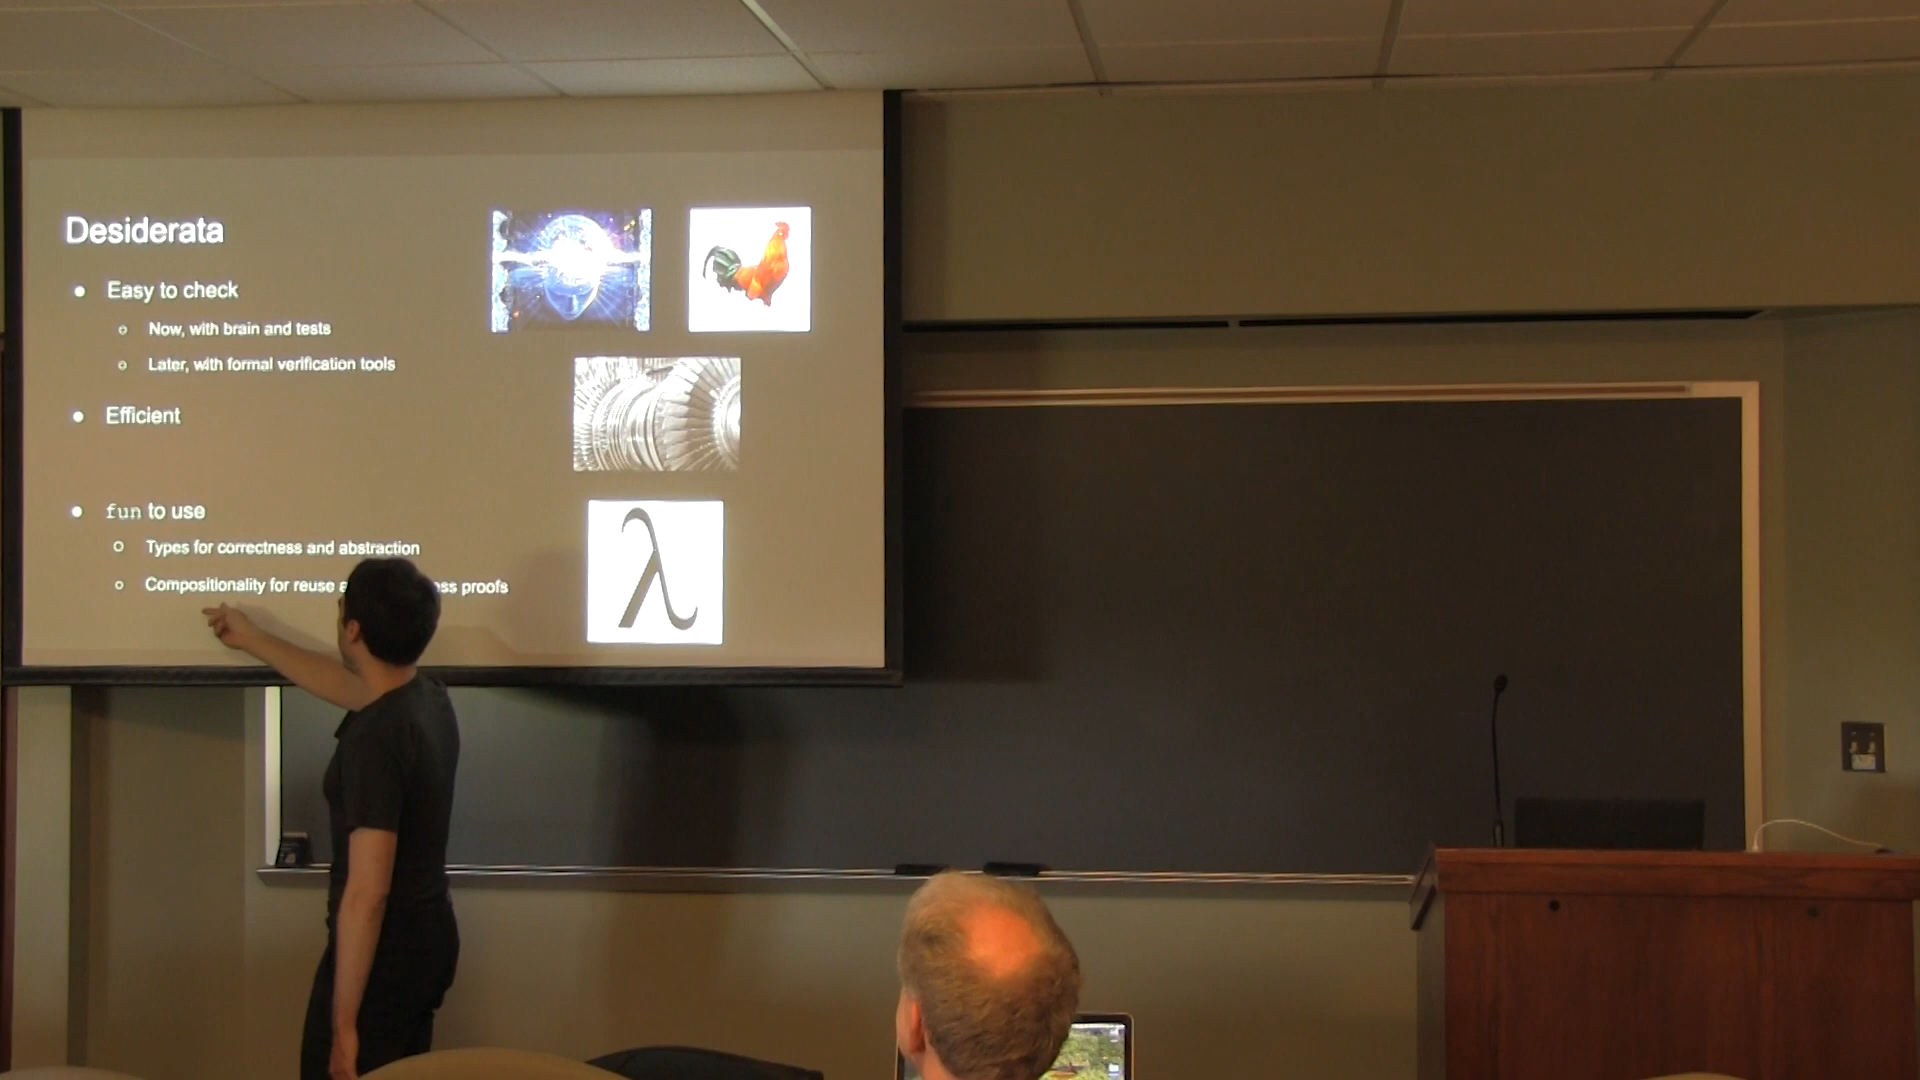 Desiderata
● Easy to check
○ Now, with brain and tests
○ Later, with formal verification tools
● Efficient
● fun to use
○ Types for correctness and abstraction
○ Compositionality for reuse proofs
λ